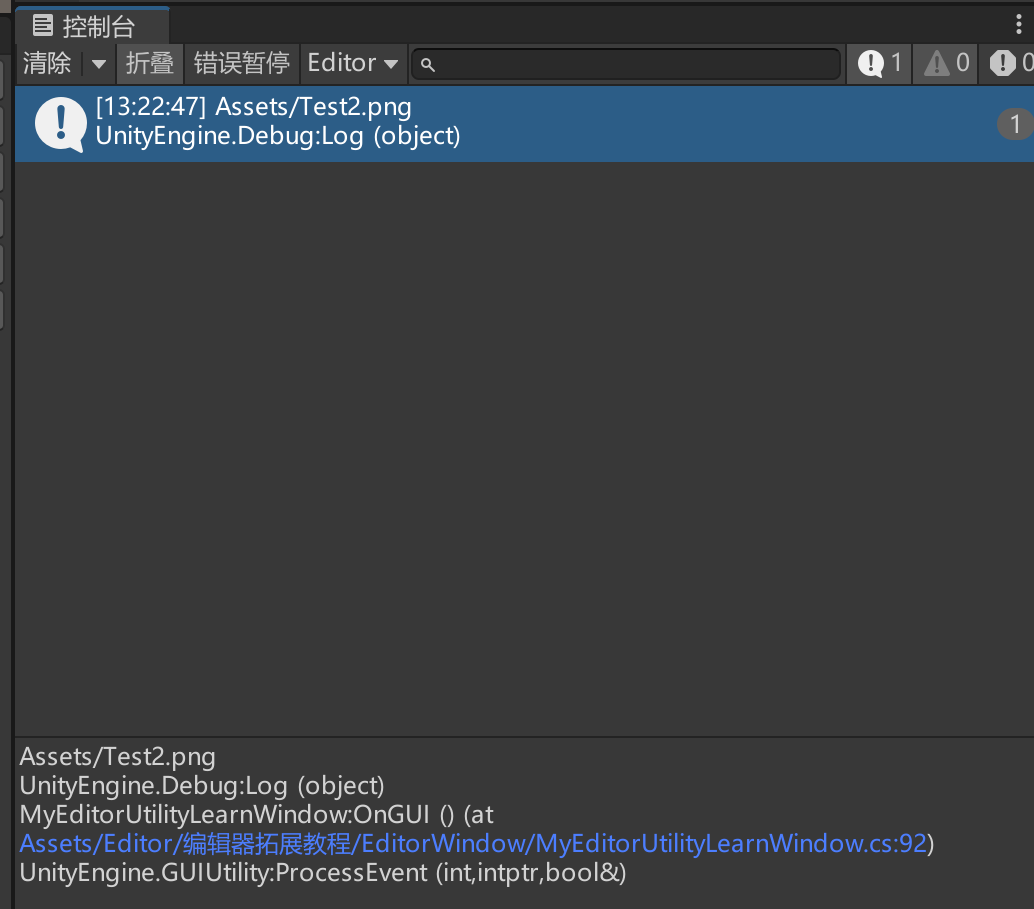 控制台
清除 折叠 错误暂停 Editor 1 0 0
[13:22:47] Assets/Test2.png
UnityEngine.Debug:Log (object)
1
Assets/Test2.png
UnityEngine.Debug:Log (object)
MyEditorUtilityLearnWindow:OnGUI () (at
Assets/Editor/编辑器拓展教程/EditorWindow/MyEditorUtilityLearnWindow.cs:92)
UnityEngine.GUIUtility:ProcessEvent (int,intptr,bool&)